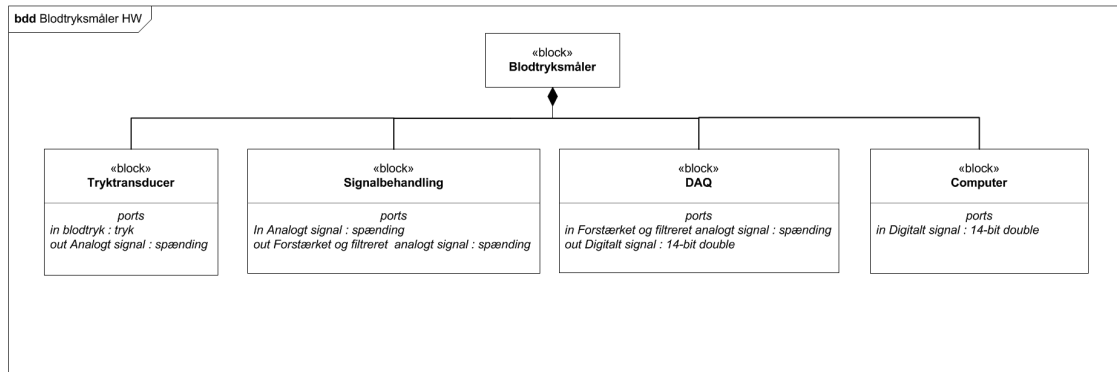 bdd Blodtryksmåler HW
«block»
Blodtryksmåler
«block»
Tryktransducer
ports
in blodtryk : tryk
out Analogt signal : spænding
«block»
Signalbehandling
ports
In Analogt signal : spænding
out Forstærket og filtreret analogt signal : spænding
«block»
DAQ
ports
in Forstærket og filtreret analogt signal : spænding
out Digitalt signal : 14-bit double
«block»
Computer
ports
in Digitalt signal : 14-bit double